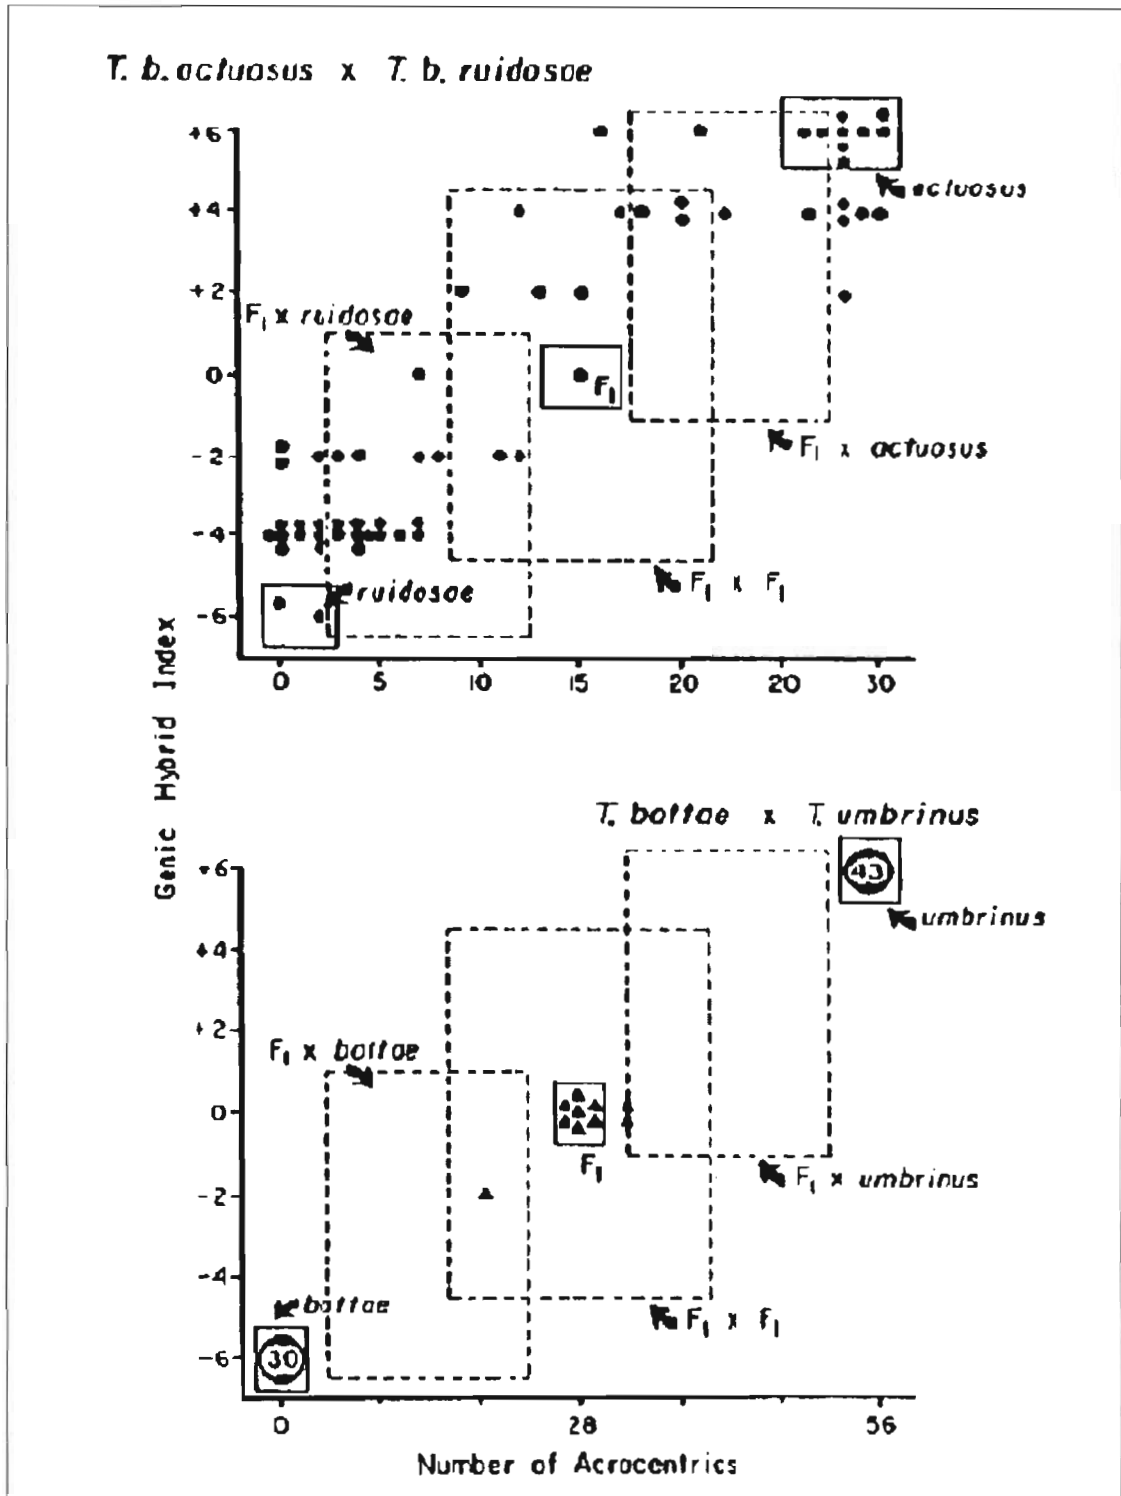 T. b. actuosus x T. b. ruidosae
+6
actuosus
+4
+2
F1 x ruidosae
0
F1
-2
F1 x actuosus
-4
F1 x F1
ruidosae
-6
0 5 10 15 20 20 30
Genic Hybrid Index
T. bottae x T. umbrinus
+6
43
umbrinus
+4
+2
F1 x bottae
0
F1
F1 x umbrinus
-2
-4
bottae
F1 x F1
-6
30
0 28 56
Number of Acrocentrics